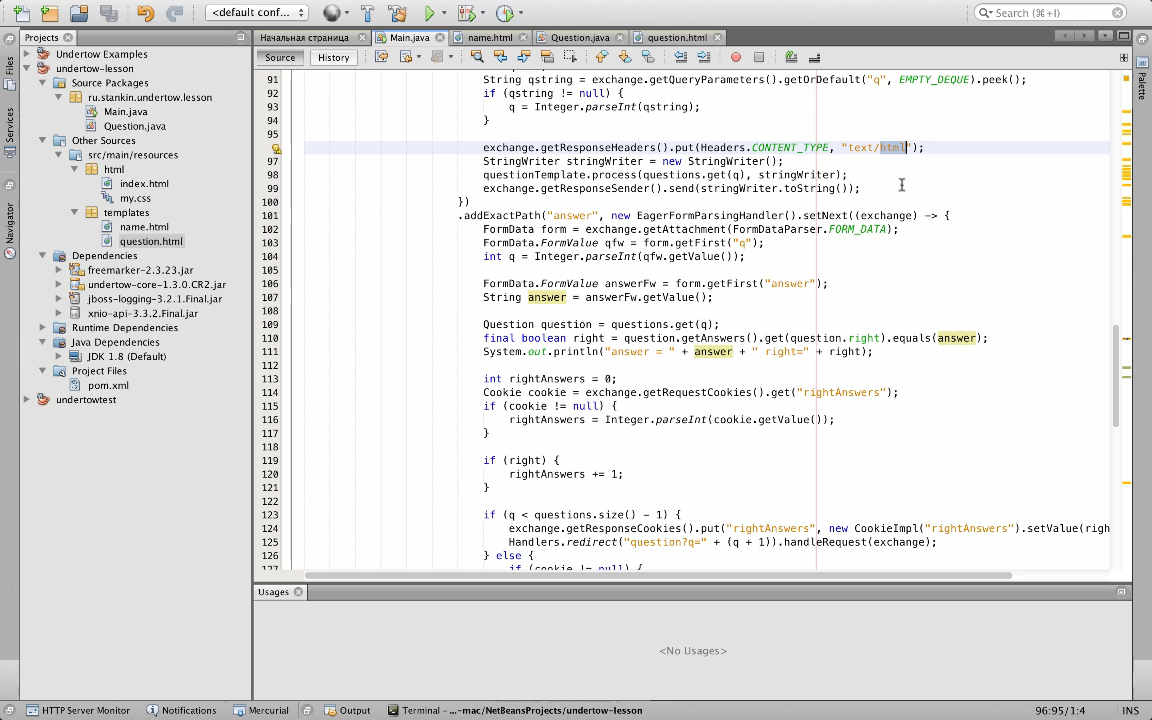 <default conf...
Search (⌘+I)
Projects
Начальная страница
Main.java
name.html
Question.java
question.html
Source
History
Files
Services
Navigator
Palette
Undertow Examples
undertow-lesson
Source Packages
ru.stankin.undertow.lesson
Main.java
Question.java
Other Sources
src/main/resources
html
index.html
my.css
templates
name.html
question.html
Dependencies
freemarker-2.3.23.jar
undertow-core-1.3.0.CR2.jar
jboss-logging-3.2.1.Final.jar
xnio-api-3.3.2.Final.jar
Runtime Dependencies
Java Dependencies
JDK 1.8 (Default)
Project Files
pom.xml
undertowtest
91 String qstring = exchange.getQueryParameters().getOrDefault("q", EMPTY_DEQUE).peek();
92 if (qstring != null) {
93 q = Integer.parseInt(qstring);
94 }
95
exchange.getResponseHeaders().put(Headers.CONTENT_TYPE, "text/html");
97 StringWriter stringWriter = new StringWriter();
98 questionTemplate.process(questions.get(q), stringWriter);
99 exchange.getResponseSender().send(stringWriter.toString());
100 })
101 .addExactPath("answer", new EagerFormParsingHandler().setNext((exchange) -> {
102 FormData form = exchange.getAttachment(FormDataParser.FORM_DATA);
103 FormData.FormValue qfw = form.getFirst("q");
104 int q = Integer.parseInt(qfw.getValue());
105
106 FormData.FormValue answerFw = form.getFirst("answer");
107 String answer = answerFw.getValue();
108
109 Question question = questions.get(q);
110 final boolean right = question.getAnswers().get(question.right).equals(answer);
111 System.out.println("answer = " + answer + " right=" + right);
112
113 int rightAnswers = 0;
114 Cookie cookie = exchange.getRequestCookies().get("rightAnswers");
115 if (cookie != null) {
116 rightAnswers = Integer.parseInt(cookie.getValue());
117 }
118
119 if (right) {
120 rightAnswers += 1;
121 }
122
123 if (q < questions.size() - 1) {
124 exchange.getResponseCookies().put("rightAnswers", new CookieImpl("rightAnswers").setValue(righ
125 Handlers.redirect("question?q=" + (q + 1)).handleRequest(exchange);
126 } else {
127 if (cookie != null) {
Usages
<No Usages>
HTTP Server Monitor
Notifications
Mercurial
Output
Terminal - ...-mac/NetBeansProjects/undertow-lesson
96:95/1:4
INS